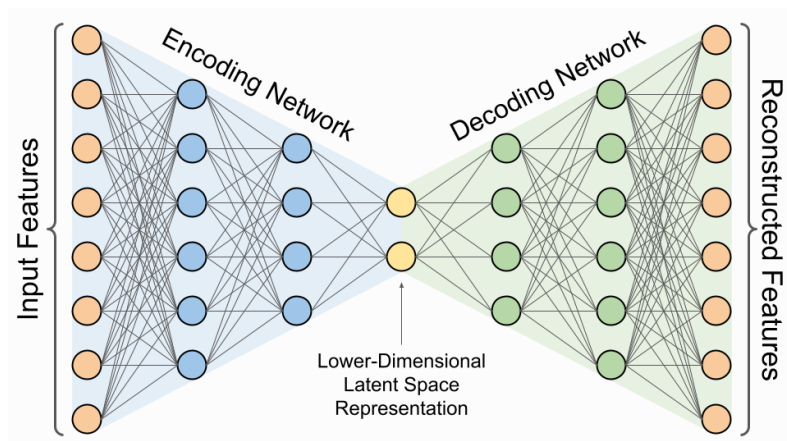 Encoding Network
Decoding Network
Input Features
Reconstructed Features
Lower-Dimensional
Latent Space
Representation